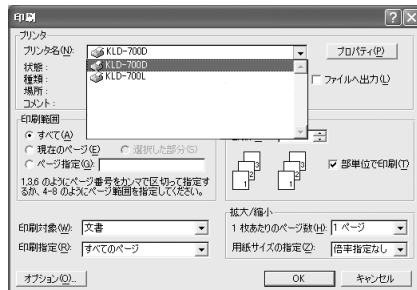 印刷
プリンタ
プリンタ名(N): KLD-700D プロパティ(P)
KLD-700D
KLD-700L
状態:
種類: ファイルへ出力(L)
場所:
コメント:
印刷範囲
すべて(A)
現在のページ(E) 選択した部分(S)
ページ指定(G):
1,3,6 のようにページ番号をカンマで区切って指定するか、4-8 のようにページ範囲を指定してください。
部単位で印刷(T)
印刷対象(W): 文書
印刷指定(R): すべてのページ
拡大/縮小
1 枚あたりのページ数(H): 1 ページ
用紙サイズの指定(Z): 倍率指定なし
オプション(O)... OK キャンセル